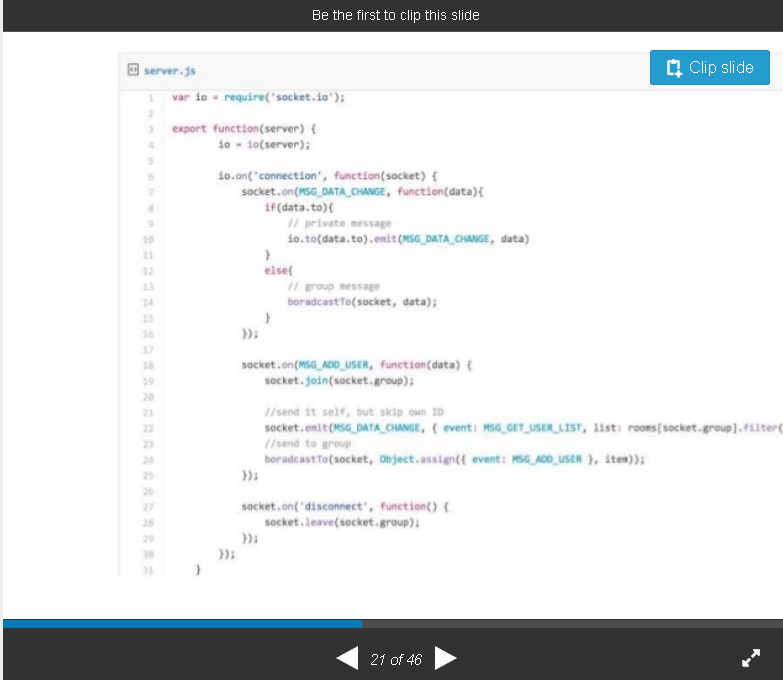 Be the first to clip this slide
server.js
Clip slide
1 var io = require('socket.io');
2
3 export function(server) {
4 io = io(server);
5
6 io.on('connection', function(socket) {
7 socket.on(MSG_DATA_CHANGE, function(data){
8 if(data.to){
9 // private message
10 io.to(data.to).emit(MSG_DATA_CHANGE, data)
11 }
12 else{
13 // group message
14 boradcastTo(socket, data);
15 }
16 });
17
18 socket.on(MSG_ADD_USER, function(data) {
19 socket.join(socket.group);
20
21 //send it self, but skip own ID
22 socket.emit(MSG_DATA_CHANGE, { event: MSG_GET_USER_LIST, list: rooms[socket.group].filter(
23 //send to group
24 boradcastTo(socket, Object.assign({ event: MSG_ADD_USER }, item));
25 });
26
27 socket.on('disconnect', function() {
28 socket.leave(socket.group);
29 });
30 });
31 }
21 of 46